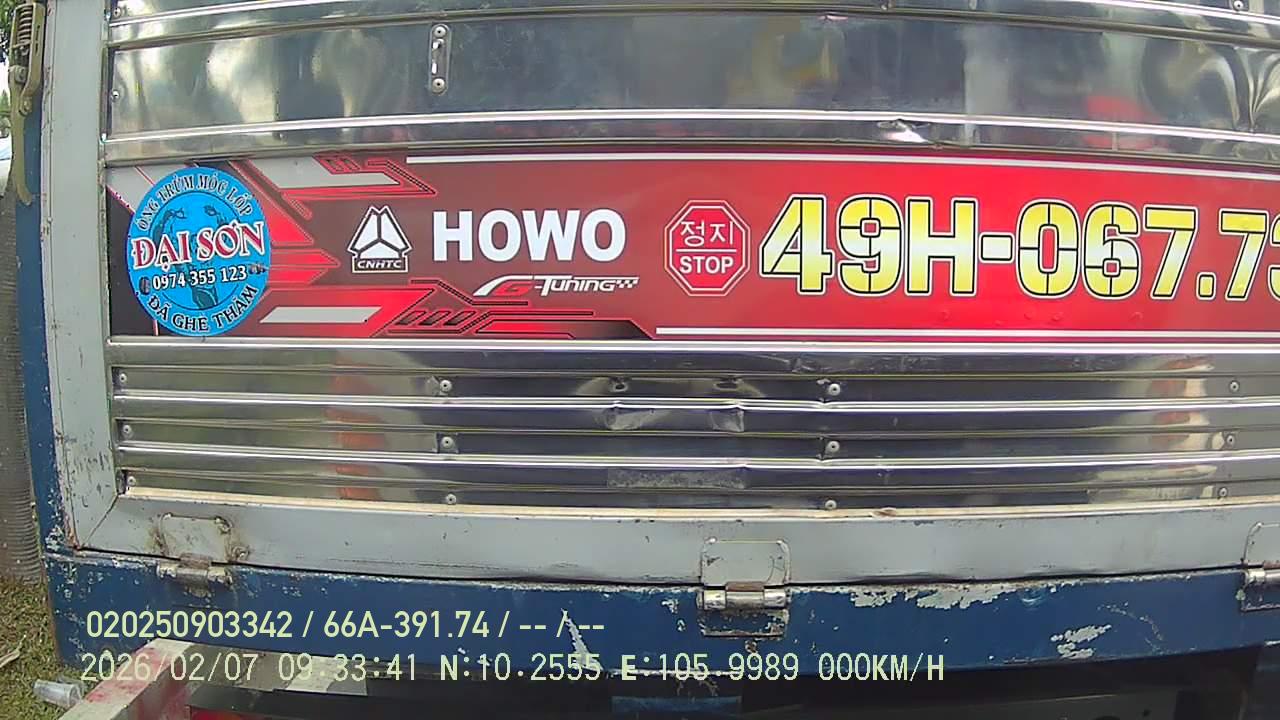 ÔNG TRÙM MÓC LỐP
ĐẠI SƠN
0974 355 123
ĐÃ GHÉ THĂM
CNHTC
HOWO
G-Tuning
정지
STOP
49H-067.73
020250903342 / 66A-391.74 / -- / --
2026/02/07 09:33:41 N:10.2555 E:105.9989 000KM/H